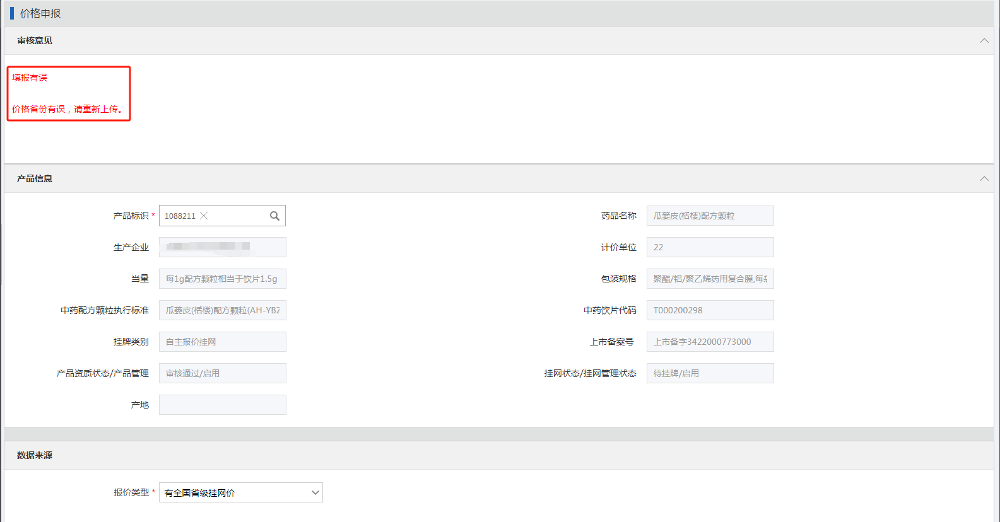 价格申报
审核意见
填报有误
价格省份有误，请重新上传。
产品信息
产品标识 * 1088211
药品名称 瓜蒌皮(栝楼)配方颗粒
生产企业
计价单位 22
当量 每1g配方颗粒相当于饮片1.5g
包装规格 聚酯/铝/聚乙烯药用复合膜,每袋
中药配方颗粒执行标准 瓜蒌皮(栝楼)配方颗粒(AH-YBZ
中药饮片代码 T000200298
挂牌类别 自主报价挂网
上市备案号 上市备字3422000773000
产品资质状态/产品管理 审核通过/启用
挂网状态/挂网管理状态 待挂牌/启用
产地
数据来源
报价类型 * 有全国省级挂网价